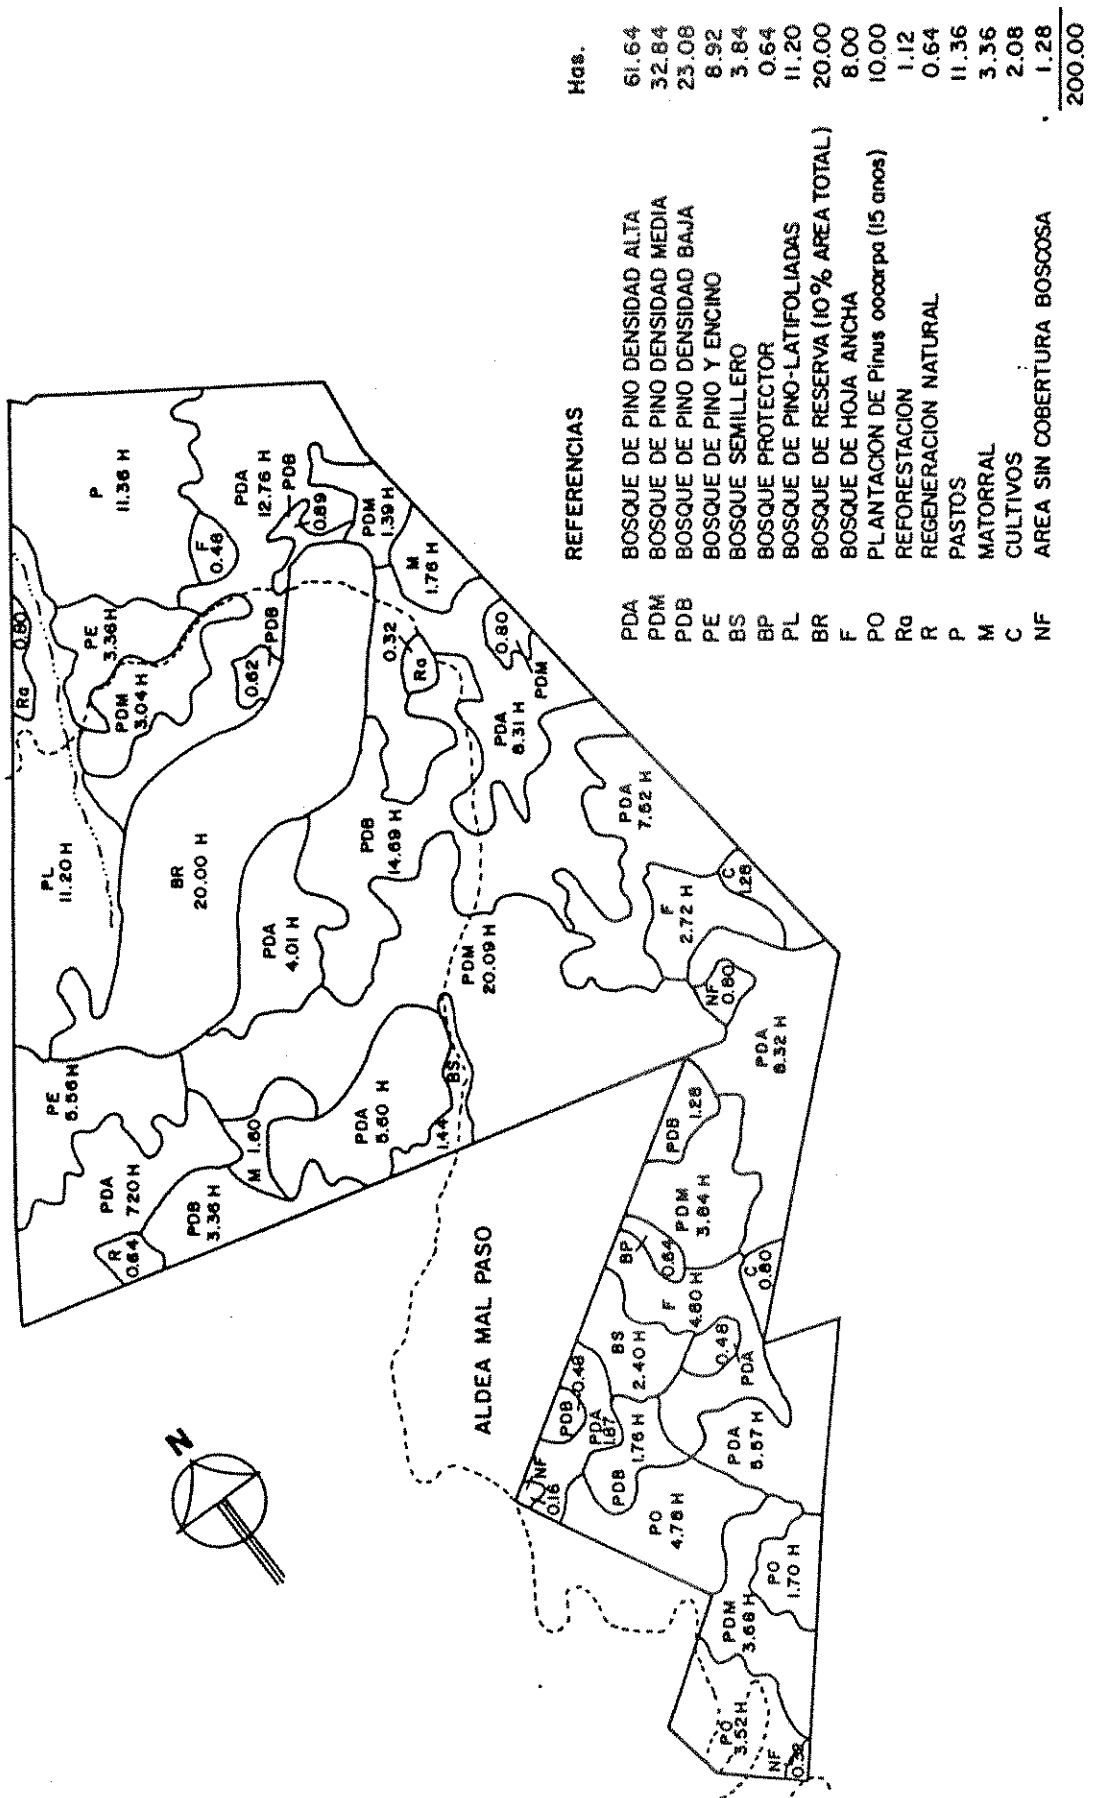 REFERENCIAS Has.
PDA BOSQUE DE PINO DENSIDAD ALTA 61.64
PDM BOSQUE DE PINO DENSIDAD MEDIA 32.84
PDB BOSQUE DE PINO DENSIDAD BAJA 23.08
PE BOSQUE DE PINO Y ENCINO 8.92
BS BOSQUE SEMILLERO 3.84
BP BOSQUE PROTECTOR 0.64
PL BOSQUE DE PINO-LATIFOLIADAS 11.20
BR BOSQUE DE RESERVA (10% AREA TOTAL) 20.00
F BOSQUE DE HOJA ANCHA 8.00
PO PLANTACION DE Pinus oocarpa (15 anos) 10.00
Ra REFORESTACION 1.12
R REGENERACION NATURAL 0.64
P PASTOS 11.36
M MATORRAL 3.36
C CULTIVOS 2.08
NF AREA SIN COBERTURA BOSCOSA 1.28
200.00
N
ALDEA MAL PASO
PE
5.56 H
PDA
720 H
R
0.64
PDB
3.36 H
M 1.60
PDA
5.60 H
1.44
BS
PL
11.20 H
BR
20.00 H
PDA
4.01 H
PDB
14.69 H
PDM
20.09 H
Ra
0.80
PE
3.36 H
PDM
3.04 H
0.62
PDB
P
11.36 H
F
0.48
PDA
12.76 H
PDB
0.89
PDM
1.39 H
M
1.76 H
0.32
Ra
0.80
PDM
PDA
8.31 H
PDA
7.52 H
F
2.72 H
C
1.28
NF
0.80
PDA
8.32 H
PDB
1.28
PDM
3.84 H
BP
0.64
F
4.80 H
C
0.80
BS
2.40 H
0.48
PDA
PDB
0.48
PDA
1.87
PDB
1.76 H
NF
0.16
PO
4.78 H
PDA
5.57 H
PDM
3.68 H
PO
1.70 H
PO
3.52 H
NF